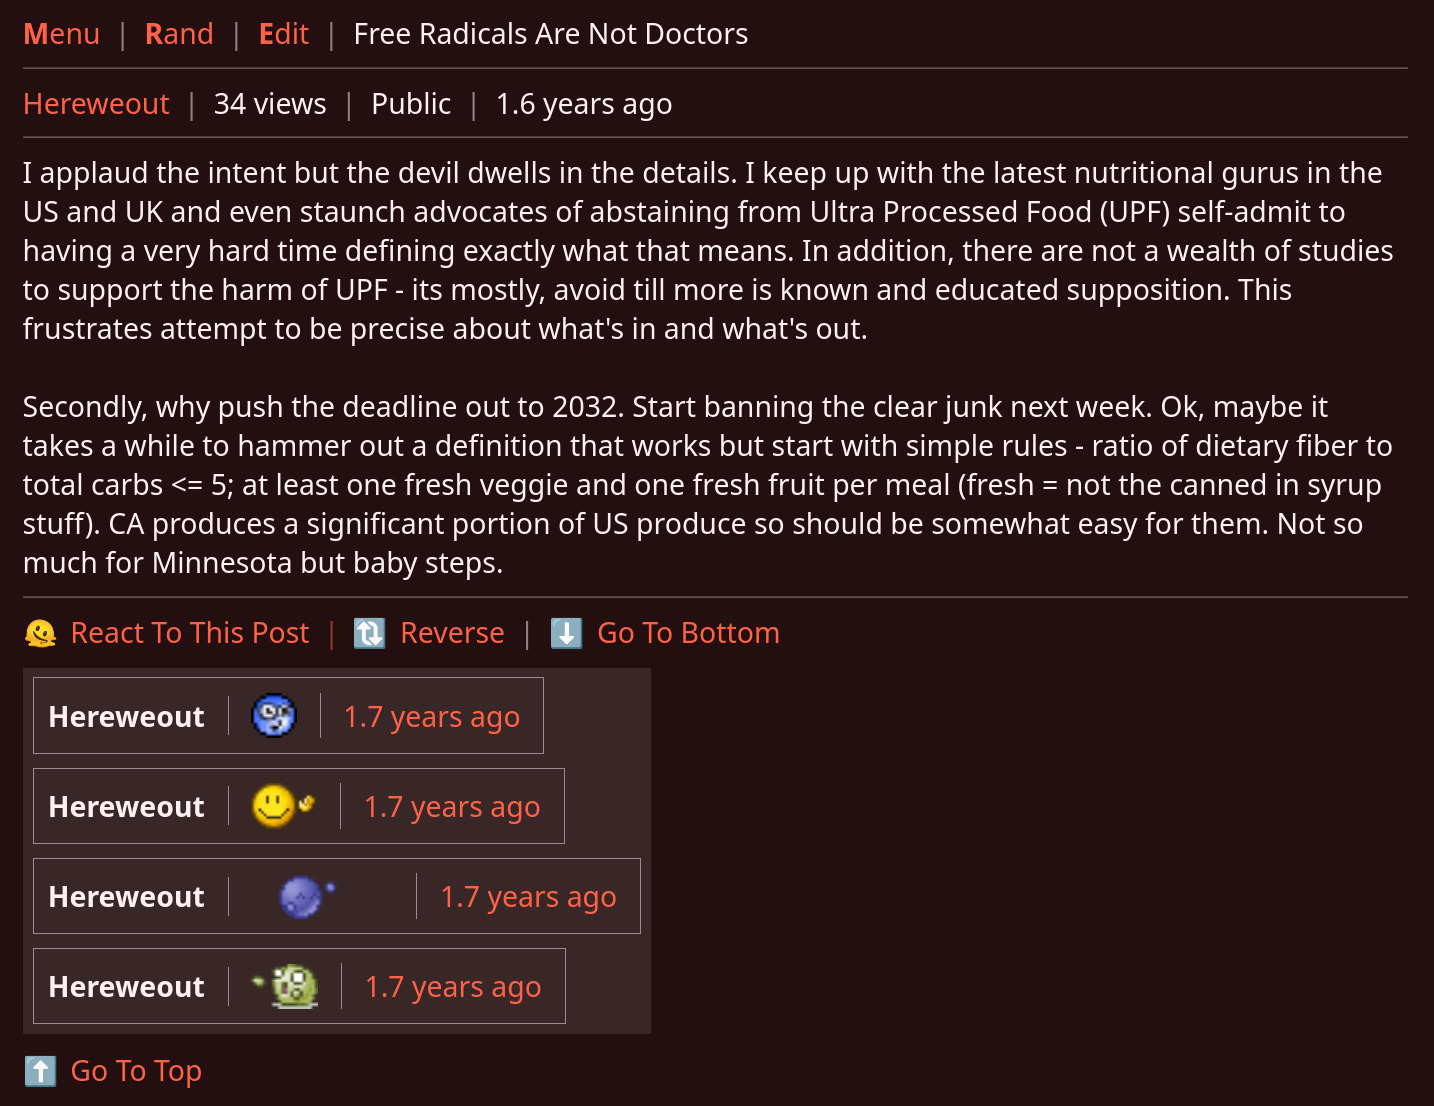 Menu | Rand | Edit | Free Radicals Are Not Doctors
Hereweout | 34 views | Public | 1.6 years ago
I applaud the intent but the devil dwells in the details. I keep up with the latest nutritional gurus in the
US and UK and even staunch advocates of abstaining from Ultra Processed Food (UPF) self-admit to
having a very hard time defining exactly what that means. In addition, there are not a wealth of studies
to support the harm of UPF - its mostly, avoid till more is known and educated supposition. This
frustrates attempt to be precise about what's in and what's out.
Secondly, why push the deadline out to 2032. Start banning the clear junk next week. Ok, maybe it
takes a while to hammer out a definition that works but start with simple rules - ratio of dietary fiber to
total carbs <= 5; at least one fresh veggie and one fresh fruit per meal (fresh = not the canned in syrup
stuff). CA produces a significant portion of US produce so should be somewhat easy for them. Not so
much for Minnesota but baby steps.
React To This Post | Reverse | Go To Bottom
Hereweout | 1.7 years ago
Hereweout | 1.7 years ago
Hereweout | 1.7 years ago
Hereweout | 1.7 years ago
Go To Top